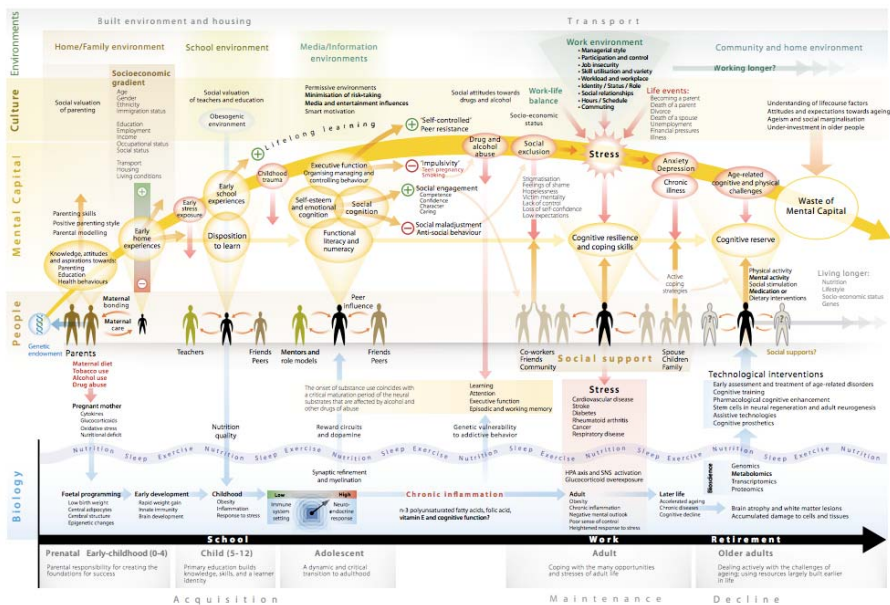 Built environment and housing
Transport
Environments
Home/Family environment
School environment
Media/Information
environments
Work environment
• Managerial style
• Participation and control
• Job insecurity
• Skill utilisation and variety
• Workload and workplace
• Identity / Status / Role
• Social relationships
• Hours / Schedule
• Commuting
Community and home environment
Working longer?
Culture
Social valuation
of parenting
Socioeconomic
gradient
Age
Gender
Ethnicity
Immigration status
Education
Employment
Income
Occupational status
Social status
Transport
Housing
Living conditions
Social valuation
of teachers and education
Obesogenic
environment
Permissive environments
Minimisation of risk-taking
Media and entertainment influences
Smart motivation
Social attitudes towards
drugs and alcohol
Work-life
balance
Socio-economic
status
Life events:
Becoming a parent
Death of a parent
Divorce
Death of a spouse
Unemployment
Financial pressures
Illness
Understanding of lifecourse factors
Attitudes and expectations towards ageing
Ageism and social marginalisation
Under-investment in older people
Mental Capital
Lifelong learning
'Self-controlled'
Peer resistance
'Impulsivity'
Teen pregnancy
Smoking
Social engagement
Competence
Confidence
Character
Caring
Social maladjustment
Anti-social behaviour
Parenting skills
Positive parenting style
Parental modelling
Knowledge, attitudes
and aspirations towards:
Parenting
Education
Health behaviours
Early
home
experiences
Early
stress
exposure
Early
school
experiences
Disposition
to learn
Childhood
trauma
Executive function
Organising managing and
controlling behaviour
Self-esteem and
emotional
cognition
Social
cognition
Functional
literacy and
numeracy
Drug and
alcohol
abuse
Social
exclusion
Stigmatisation
Feelings of shame
Hopelessness
Victim mentality
Lack of control
Loss of self-confidence
Low expectations
Stress
Cognitive resilience
and coping skills
Anxiety
Depression
Chronic
illness
Active
coping
strategies
Age-related
cognitive and physical
challenges
Cognitive reserve
Waste of
Mental Capital
Physical activity
Mental activity
Social stimulation
Medication or
Dietary interventions
Living longer:
Nutrition
Lifestyle
Socio-economic status
Genes
People
Genetic
endowment
Maternal
bonding
Maternal
care
Parents
Teachers
Friends
Peers
Mentors and
role models
Peer
influence
Friends
Peers
Co-workers
Friends
Community
Social support
Spouse
Children
Family
Social supports?
Maternal diet
Tobacco use
Alcohol use
Drug abuse
Pregnant mother
Cytokines
Glucocorticoids
Oxidative stress
Nutritional deficit
Nutrition
quality
The onset of substance use coincides with
a critical maturation period of the neural
substrates that are affected by alcohol and
other drugs of abuse
Reward circuits
and dopamine
Learning
Attention
Executive function
Episodic and working memory
Genetic vulnerability
to addictive behavior
Stress
Cardiovascular disease
Stroke
Diabetes
Rheumatoid arthritis
Cancer
Respiratory disease
Technological interventions
Early assessment and treatment of age-related disorders
Cognitive training
Pharmacological cognitive enhancement
Stem cells in neural regeneration and adult neurogenesis
Assistive technologies
Cognitive prosthetics
Nutrition Sleep Exercise Nutrition Sleep Exercise Nutrition Sleep Exercise Nutrition Sleep Exercise Nutrition Sleep Exercise Nutrition Sleep Exercise Nutrition
Biology
Foetal programming
Low birth weight
Central adipocytes
Cerebral structure
Epigenetic changes
Early development
Rapid weight gain
Innate immunity
Brain development
Childhood
Obesity
Inflammation
Response to stress
Synaptic refinement
and myelination
Low
High
Immune
system
setting
Neuro-
endocrine
response
Chronic inflammation
n-3 polyunsaturated fatty acids, folic acid,
vitamin E and cognitive function?
HPA axis and SNS activation
Glucocorticoid overexposure
Adult
Obesity
Chronic inflammation
Negative mental outlook
Poor sense of control
Heightened response to stress
Later life
Accelerated ageing
Chronic diseases
Cognitive decline
Bioscience
Genomics
Metabolomics
Transcriptomics
Proteomics
Brain atrophy and white matter lesions
Accumulated damage to cells and tissues
School
Work
Retirement
Prenatal
Early-childhood (0-4)
Parental responsibility for creating the
foundations for success
Child (5-12)
Primary education builds
knowledge, skills, and a learner
identity
Adolescent
A dynamic and critical
transition to adulthood
Adult
Coping with the many opportunities
and stresses of adult life
Older adults
Dealing actively with the challenges of
ageing; using resources largely built earlier
in life
Acquisition
Maintenance
Decline